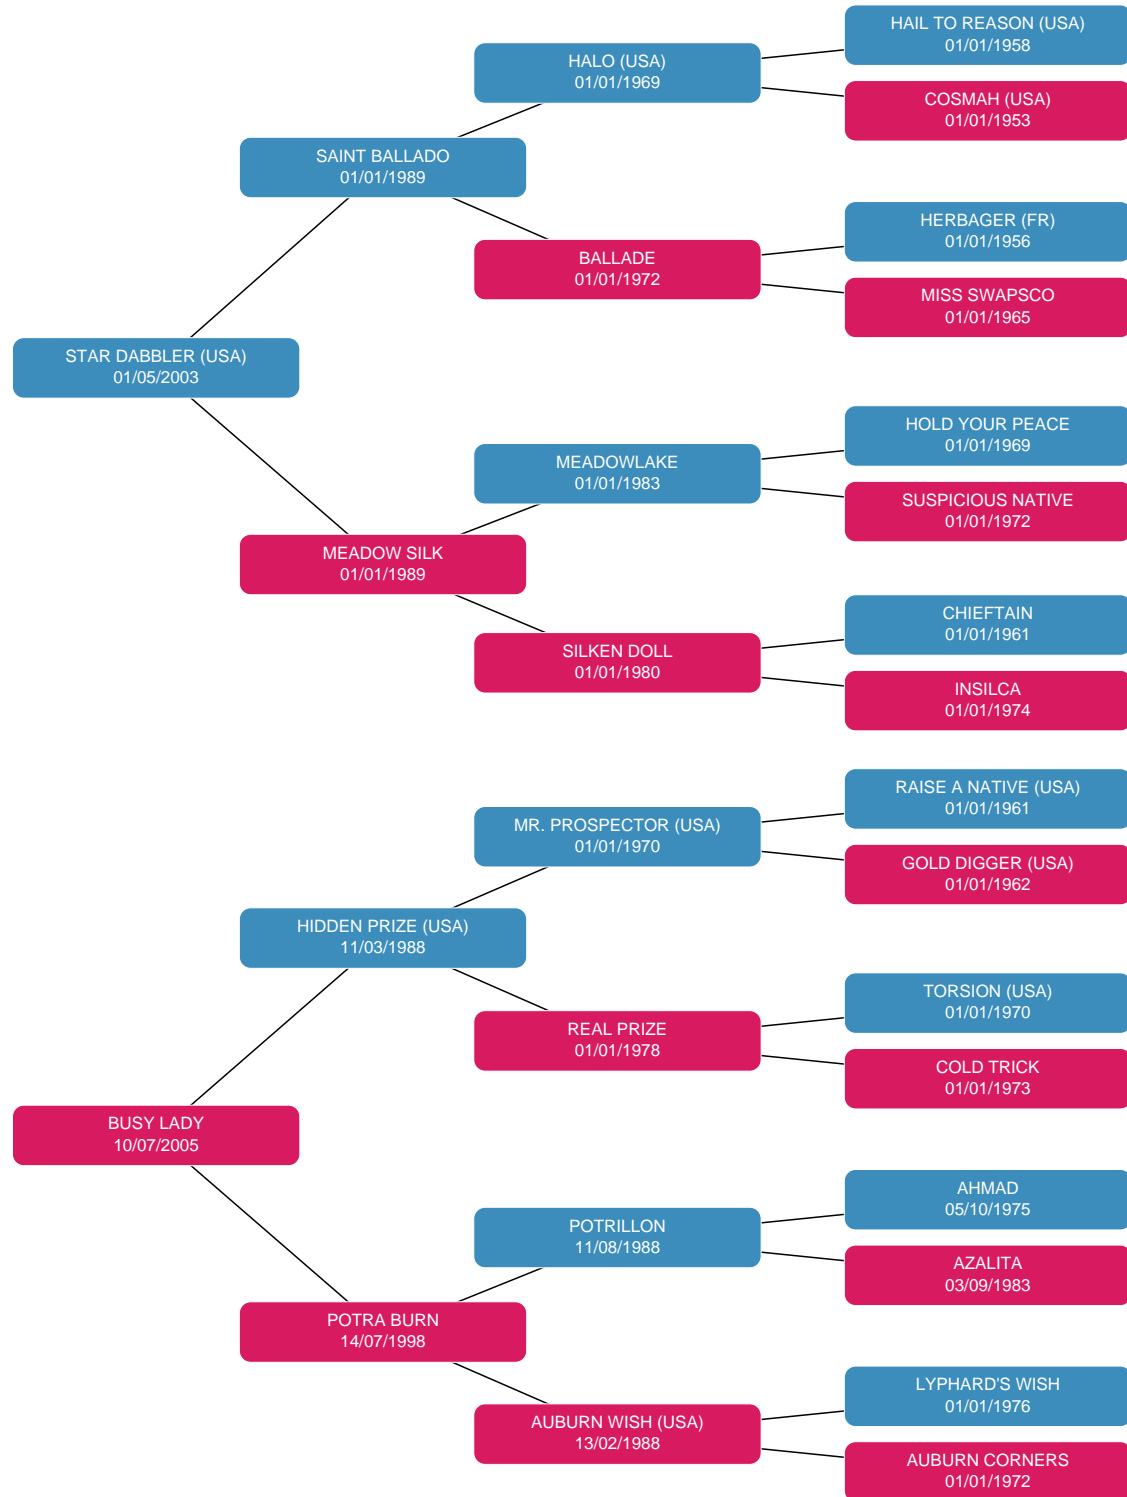 HAIL TO REASON (USA)
01/01/1958
HALO (USA)
01/01/1969
COSMAH (USA)
01/01/1953
SAINT BALLADO
01/01/1989
HERBAGER (FR)
01/01/1956
BALLADE
01/01/1972
MISS SWAPSCO
01/01/1965
STAR DABBLER (USA)
01/05/2003
HOLD YOUR PEACE
01/01/1969
MEADOWLAKE
01/01/1983
SUSPICIOUS NATIVE
01/01/1972
MEADOW SILK
01/01/1989
CHIEFTAIN
01/01/1961
SILKEN DOLL
01/01/1980
INSILCA
01/01/1974
RAISE A NATIVE (USA)
01/01/1961
MR. PROSPECTOR (USA)
01/01/1970
GOLD DIGGER (USA)
01/01/1962
HIDDEN PRIZE (USA)
11/03/1988
TORSION (USA)
01/01/1970
REAL PRIZE
01/01/1978
COLD TRICK
01/01/1973
BUSY LADY
10/07/2005
AHMAD
05/10/1975
POTRILLON
11/08/1988
AZALITA
03/09/1983
POTRA BURN
14/07/1998
LYPHARD'S WISH
01/01/1976
AUBURN WISH (USA)
13/02/1988
AUBURN CORNERS
01/01/1972